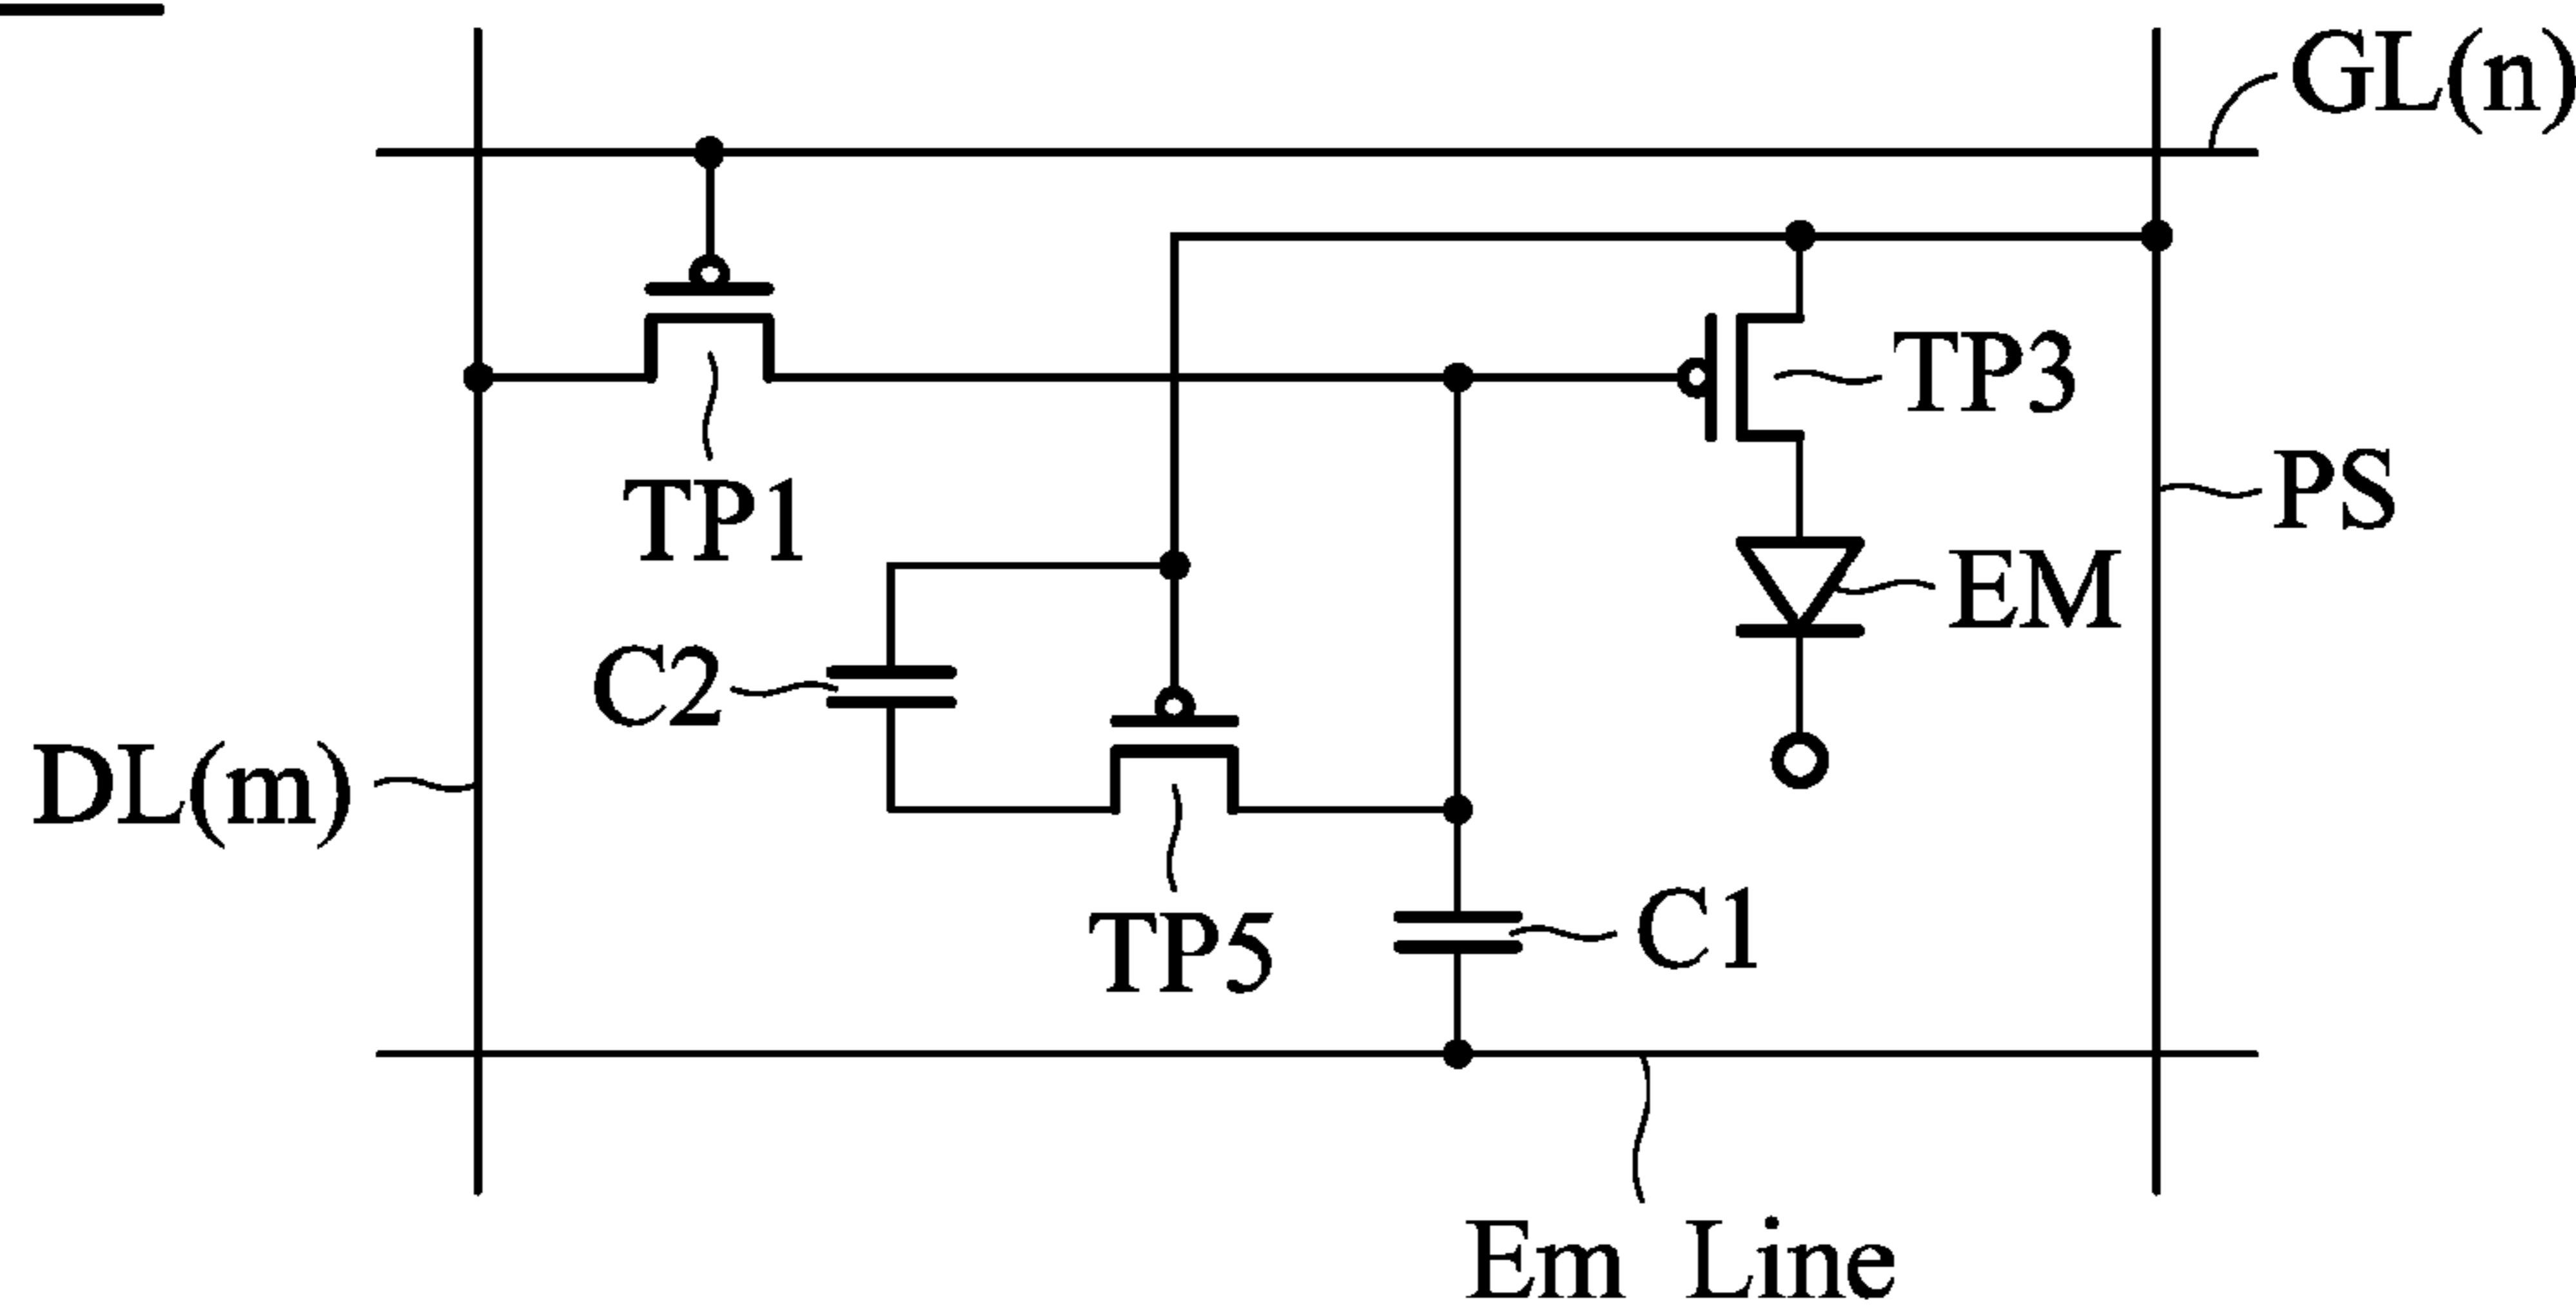 GL(n)
TP3
TP1
PS
EM
C2
DL(m)
TP5
C1
Em Line